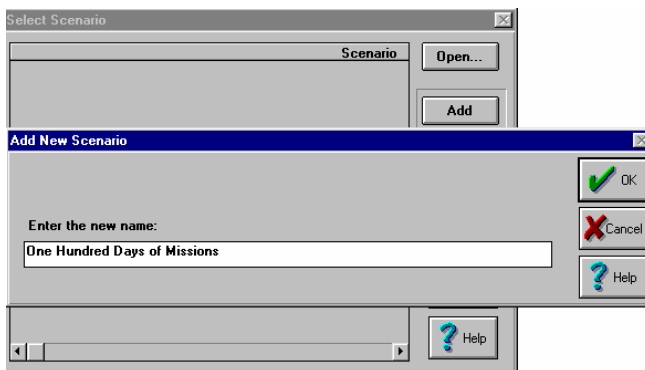 Select Scenario
Scenario
Open...
Add
Add New Scenario
OK
Enter the new name:
Cancel
One Hundred Days of Missions
Help
Help